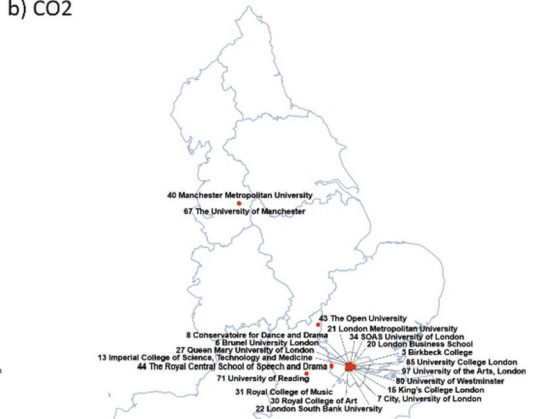 b) CO2
40 Manchester Metropolitan University
67 The University of Manchester
43 The Open University
21 London Metropolitan University
8 Conservatoire for Dance and Drama
34 SOAS University of London
6 Brunel University London
20 London Business School
27 Queen Mary University of London
3 Birkbeck College
13 Imperial College of Science, Technology and Medicine
85 University College London
44 The Royal Central School of Speech and Drama
97 University of the Arts, London
71 University of Reading
80 University of Westminster
31 Royal College of Music
15 King's College London
30 Royal College of Art
7 City, University of London
22 London South Bank University